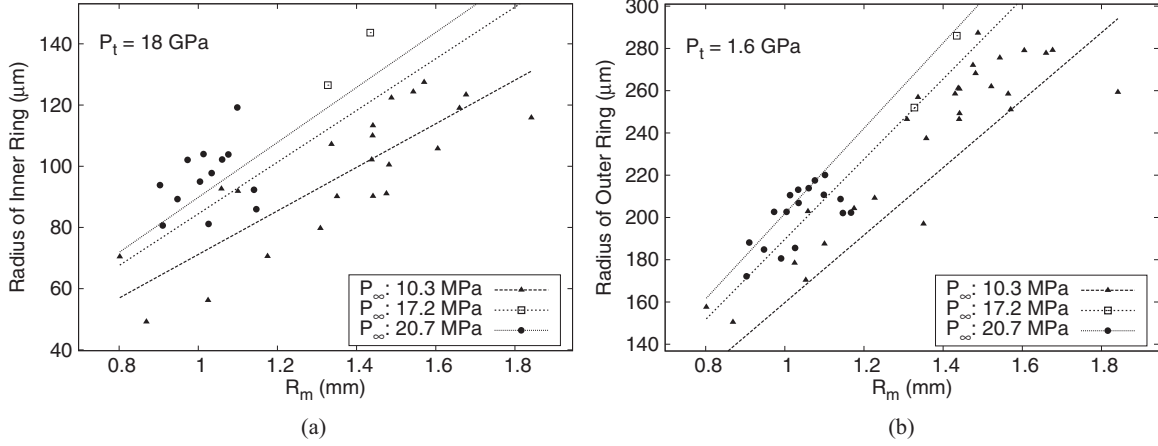 P_t = 18 GPa
140
120
100
80
60
40
Radius of Inner Ring (μm)
P_∞: 10.3 MPa
P_∞: 17.2 MPa
P_∞: 20.7 MPa
0.8 1 1.2 1.4 1.6 1.8
R_m (mm)
(a)
P_t = 1.6 GPa
300
280
260
240
220
200
180
160
140
Radius of Outer Ring (μm)
P_∞: 10.3 MPa
P_∞: 17.2 MPa
P_∞: 20.7 MPa
0.8 1 1.2 1.4 1.6 1.8
R_m (mm)
(b)